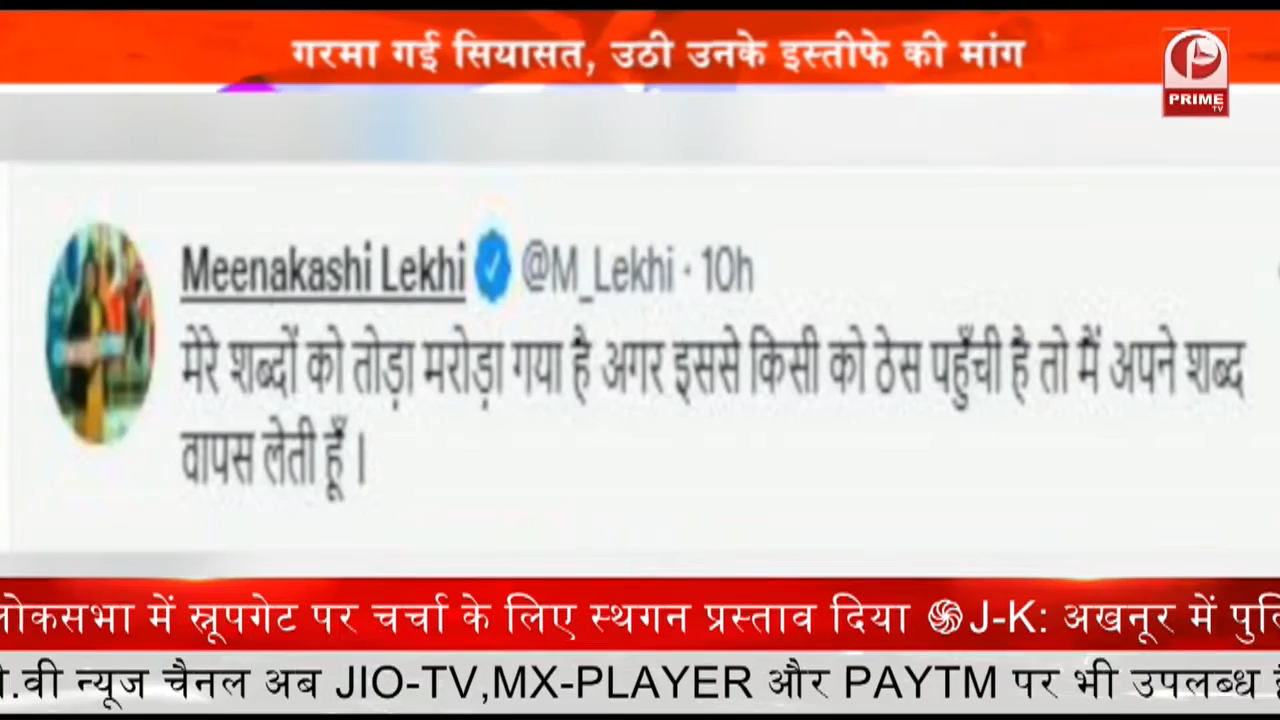 गरमा गई सियासत, उठी उनके इस्तीफे की मांग
PRIME
TV
Meenakashi Lekhi @M_Lekhi · 10h
मेरे शब्दों को तोड़ा मरोड़ा गया है अगर इससे किसी को ठेस पहुँची है तो मैं अपने शब्द
वापस लेती हूँ ।
लोकसभा में स्नूपगेट पर चर्चा के लिए स्थगन प्रस्ताव दिया J-K: अखनूर में
.वी न्यूज चैनल अब JIO-TV,MX-PLAYER और PAYTM पर भी उपलब्ध